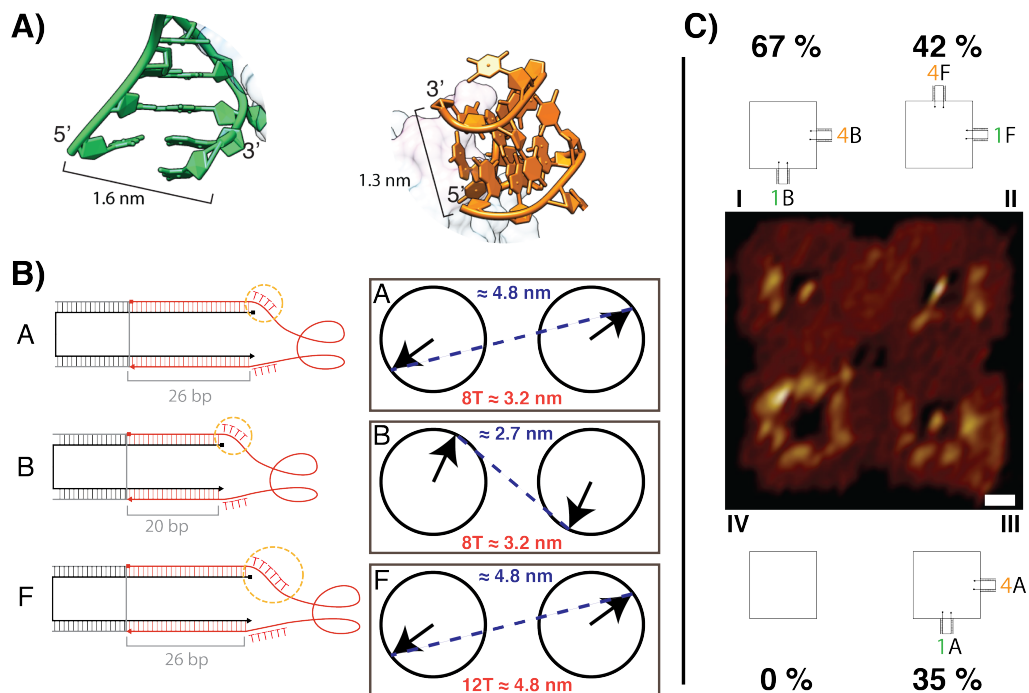 A)
5’
3’
1.6 nm
3’
5’
1.3 nm
B)
A
26 bp
B
20 bp
F
26 bp
A
≈ 4.8 nm
8T ≈ 3.2 nm
B
≈ 2.7 nm
8T ≈ 3.2 nm
F
≈ 4.8 nm
12T ≈ 4.8 nm
C)
67 %
42 %
4F
4B
1F
I
1B
II
IV
III
4A
1A
0 %
35 %